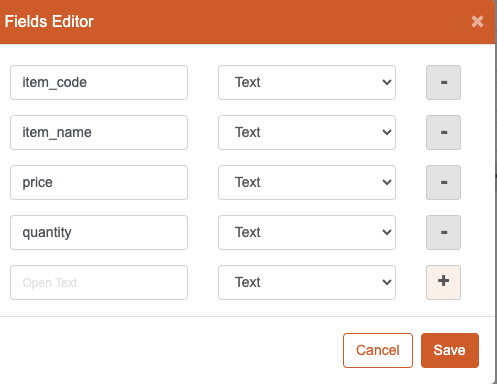 Fields Editor ×
item_code Text -
item_name Text -
price Text -
quantity Text -
Open Text Text +
Cancel Save